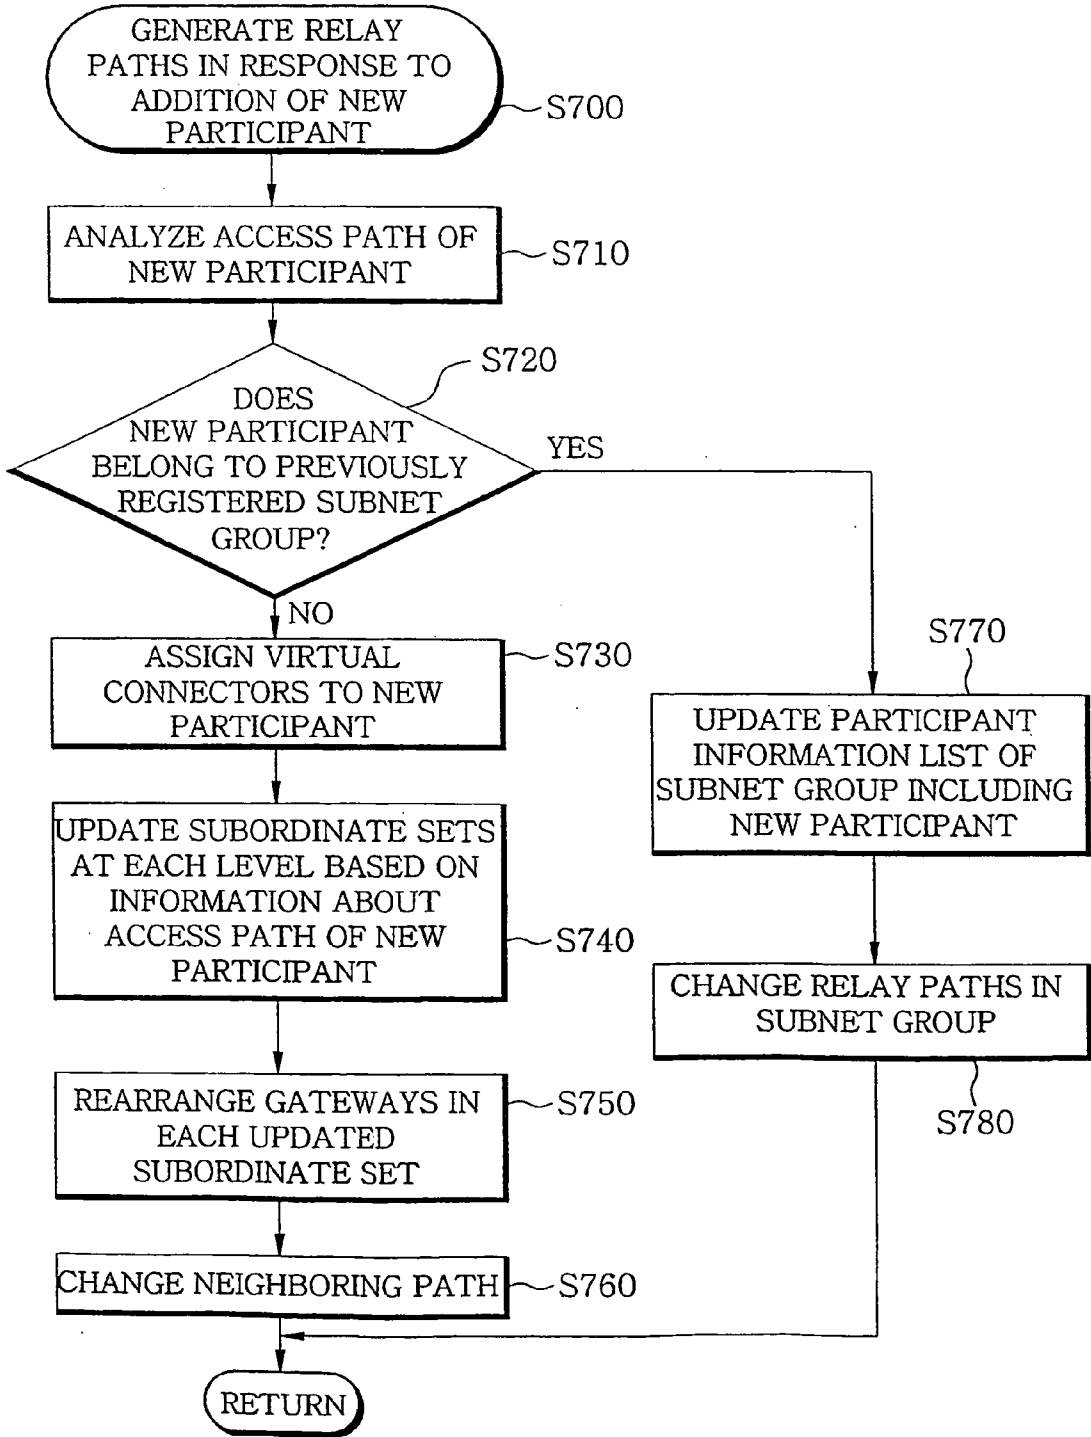 GENERATE RELAY
PATHS IN RESPONSE TO
ADDITION OF NEW
PARTICIPANT
S700
ANALYZE ACCESS PATH OF
NEW PARTICIPANT
S710
S720
DOES
NEW PARTICIPANT
BELONG TO PREVIOUSLY
REGISTERED SUBNET
GROUP?
YES
NO
ASSIGN VIRTUAL
CONNECTORS TO NEW
PARTICIPANT
S730
UPDATE SUBORDINATE SETS
AT EACH LEVEL BASED ON
INFORMATION ABOUT
ACCESS PATH OF NEW
PARTICIPANT
S740
REARRANGE GATEWAYS IN
EACH UPDATED
SUBORDINATE SET
S750
CHANGE NEIGHBORING PATH
S760
S770
UPDATE PARTICIPANT
INFORMATION LIST OF
SUBNET GROUP INCLUDING
NEW PARTICIPANT
CHANGE RELAY PATHS IN
SUBNET GROUP
S780
RETURN